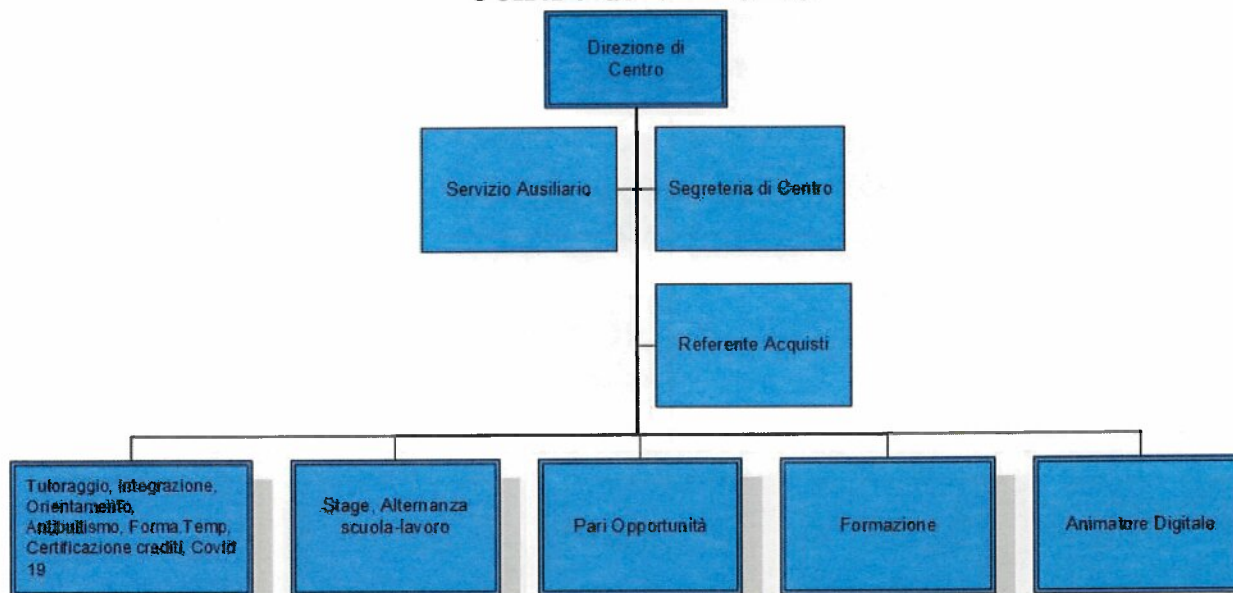 Direzione di
Centro
Servizio Ausiliario
Segreteria di Centro
Referente Acquisti
Tutoraggio, Integrazione,
Orientamento,
Antibullismo, Forma.Temp,
Certificazione crediti, Covid
19
Stage, Alternanza
scuola-lavoro
Pari Opportunità
Formazione
Animatore Digitale